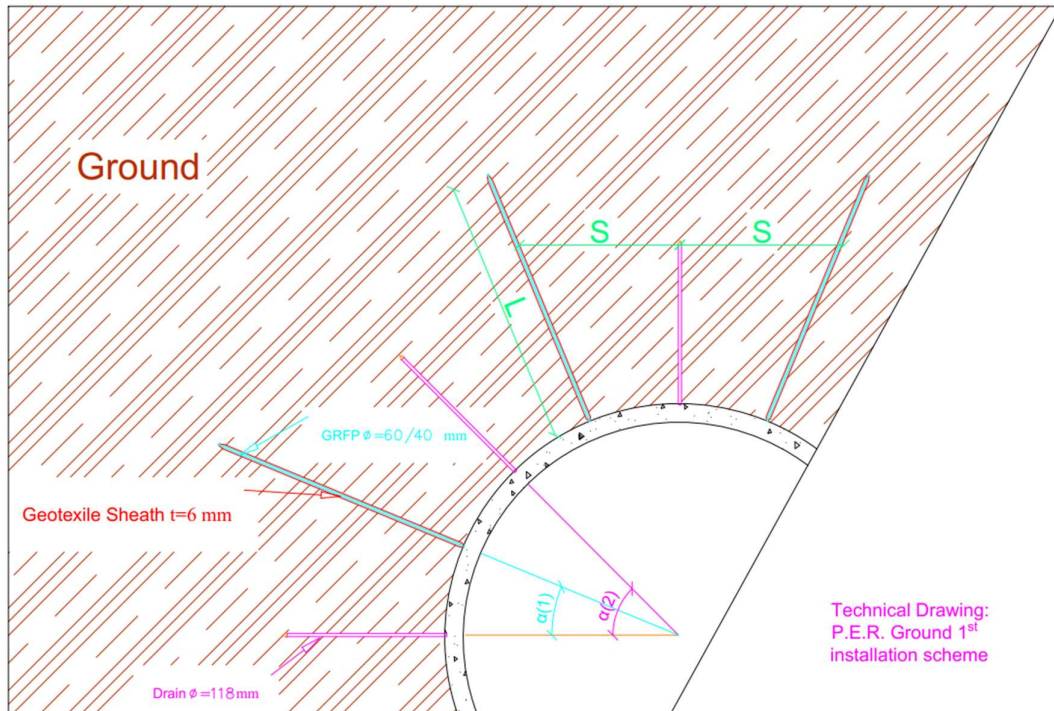 Ground
S S
L
GRFP ø=60/40 mm
Geotexile Sheath t=6 mm
α(1)
α(2)
Drain ø=118mm
Technical Drawing:
P.E.R. Ground 1st
installation scheme